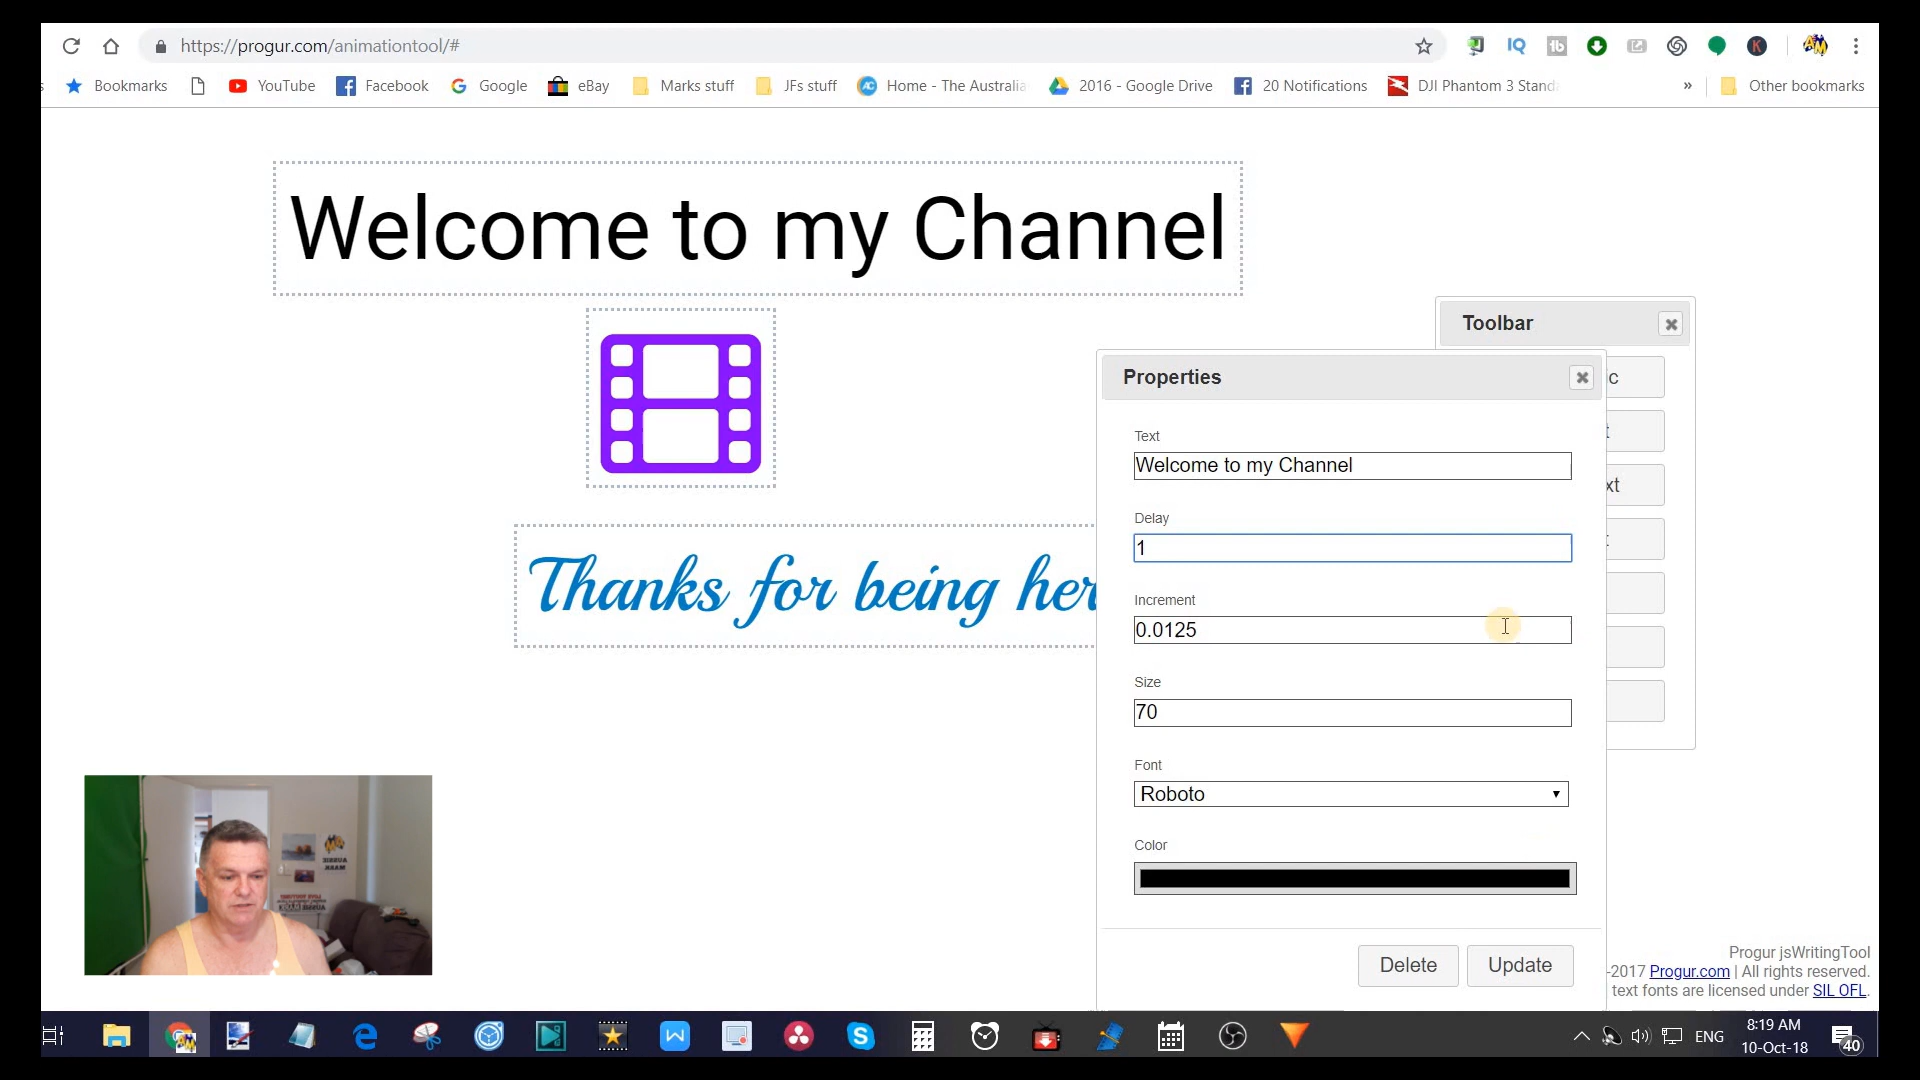 https://progur.com/animationtool/#
Bookmarks YouTube Facebook Google eBay Marks stuff JFs stuff Home - The Australia 2016 - Google Drive 20 Notifications DJI Phantom 3 Stand » Other bookmarks
Welcome to my Channel
Thanks for being her
Toolbar
ic
t
xt
Properties
Text
Welcome to my Channel
Delay
1
Increment
0.0125
Size
70
Font
Roboto
Color
Delete Update
Progur jsWritingTool
-2017 Progur.com | All rights reserved.
text fonts are licensed under SIL OFL.
ENG
8:19 AM
10-Oct-18
40